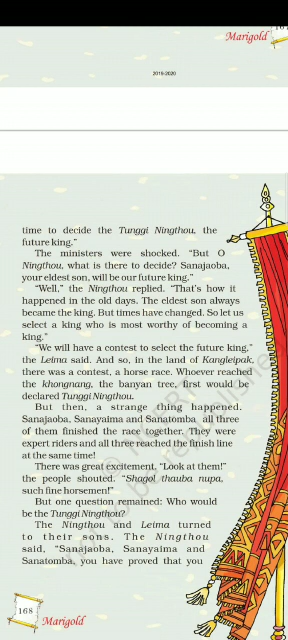 Marigold
2019-2020
time to decide the Tunggi Ningthou, the
future king."
The ministers were shocked. "But O
Ningthou, what is there to decide? Sanajaoba,
your eldest son, will be our future king."
"Well," the Ningthou replied. "That's how it
happened in the old days. The eldest son always
became the king. But times have changed. So let us
select a king who is most worthy of becoming a
king."
"We will have a contest to select the future king,"
the Leima said. And so, in the land of Kangleipak,
there was a contest, a horse race. Whoever reached
the khongnang, the banyan tree, first would be
declared Tunggi Ningthou.
But then, a strange thing happened.
Sanajaoba, Sanayaima and Sanatomba all three
of them finished the race together. They were
expert riders and all three reached the finish line
at the same time!
There was great excitement. "Look at them!"
the people shouted. "Shagol thauba nupa,
such fine horsemen!"
But one question remained: Who would
be the Tunggi Ningthou?
The Ningthou and Leima turned
to their sons. The Ningthou
said, "Sanajaoba, Sanayaima and
Sanatomba, you have proved that you
168
Marigold